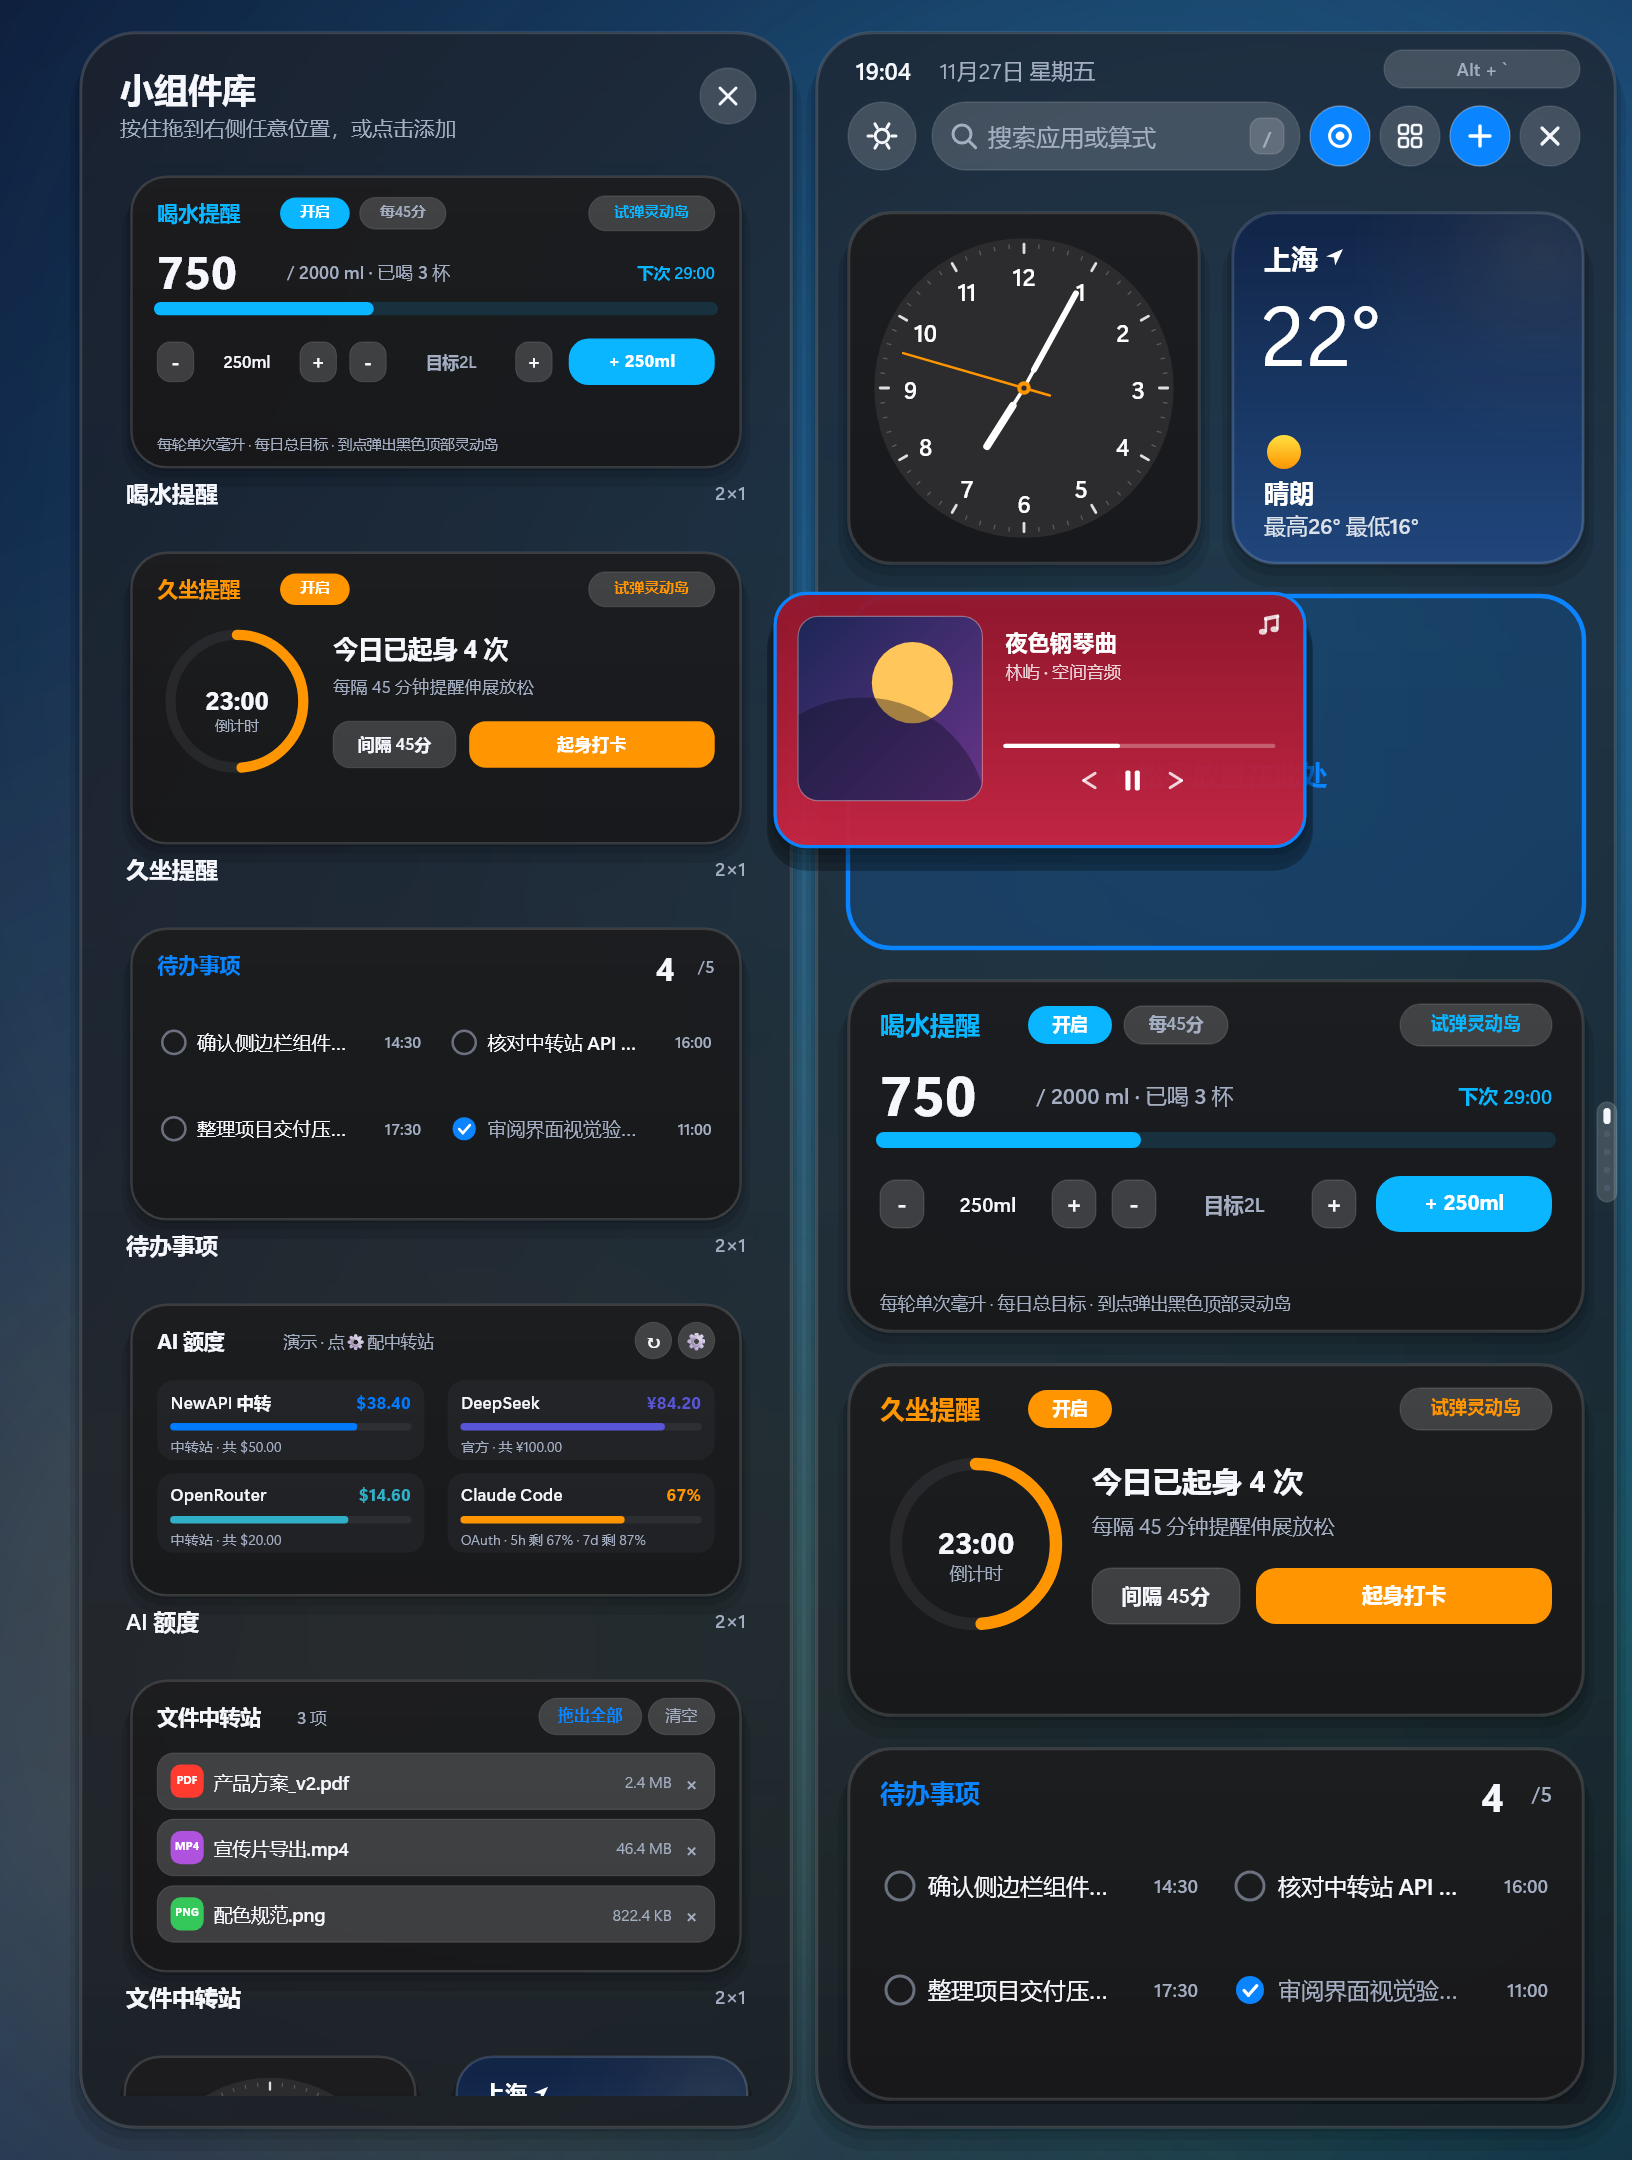 小组件库
按住拖到右侧任意位置，或点击添加
喝水提醒 开启 每45分 试弹灵动岛
750 / 2000 ml · 已喝 3 杯 下次 29:00
- 250ml + - 目标2L + + 250ml
每轮单次毫升 · 每日总目标 · 到点弹出黑色顶部灵动岛
喝水提醒 2×1
久坐提醒 开启 试弹灵动岛
今日已起身 4 次
每隔 45 分钟提醒伸展放松
23:00
倒计时
间隔 45分 起身打卡
久坐提醒 2×1
待办事项 4 /5
确认侧边栏组件... 14:30 核对中转站 API ... 16:00
整理项目交付压... 17:30 审阅界面视觉验... 11:00
待办事项 2×1
AI 额度 演示 · 点⚙配中转站 ↻ ⚙
NewAPI 中转 $38.40 DeepSeek ¥84.20
中转站 · 共 $50.00 官方 · 共 ¥100.00
OpenRouter $14.60 Claude Code 67%
中转站 · 共 $20.00 OAuth · 5h 剩 67% · 7d 剩 87%
AI 额度 2×1
文件中转站 3 项 拖出全部 清空
PDF 产品方案_v2.pdf 2.4 MB ×
MP4 宣传片导出.mp4 46.4 MB ×
PNG 配色规范.png 822.4 KB ×
文件中转站 2×1
上海
19:04 11月27日 星期五 Alt + `
搜索应用或算式 /
12 1 2 3 4 5 6 7 8 9 10 11
上海
22°
晴朗
最高26° 最低16°
夜色钢琴曲
林屿 · 空间音频
处
喝水提醒 开启 每45分 试弹灵动岛
750 / 2000 ml · 已喝 3 杯 下次 29:00
- 250ml + - 目标2L + + 250ml
每轮单次毫升 · 每日总目标 · 到点弹出黑色顶部灵动岛
久坐提醒 开启 试弹灵动岛
今日已起身 4 次
每隔 45 分钟提醒伸展放松
23:00
倒计时
间隔 45分 起身打卡
待办事项 4 /5
确认侧边栏组件... 14:30 核对中转站 API ... 16:00
整理项目交付压... 17:30 审阅界面视觉验... 11:00